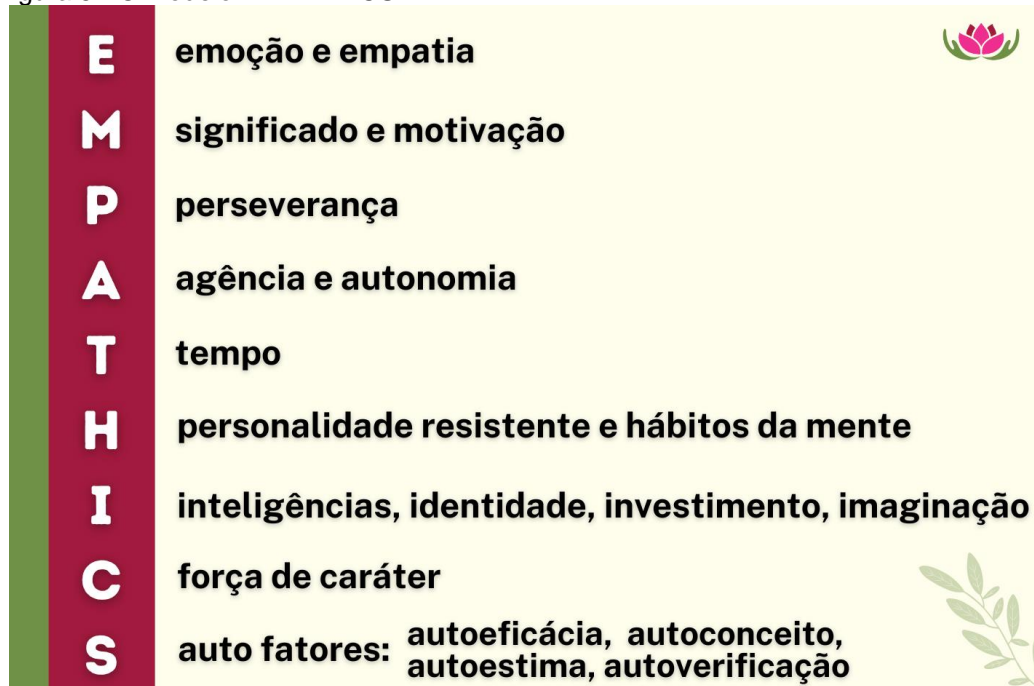 E emoção e empatia
M significado e motivação
P perseverança
A agência e autonomia
T tempo
H personalidade resistente e hábitos da mente
I inteligências, identidade, investimento, imaginação
C força de caráter
S auto fatores: autoeficácia, autoconceito,
autoestima, autoverificação